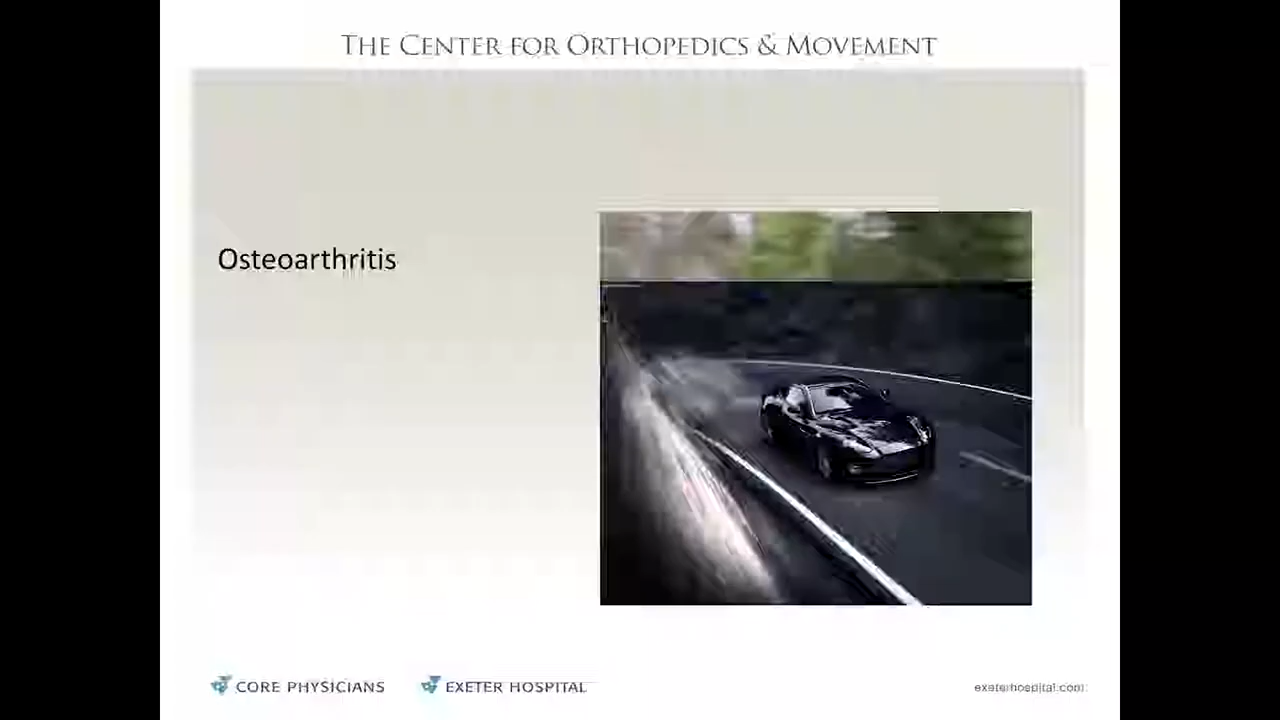 THE CENTER FOR ORTHOPEDICS & MOVEMENT
Osteoarthritis
CORE PHYSICIANS
EXETER HOSPITAL
exeterhospital.com